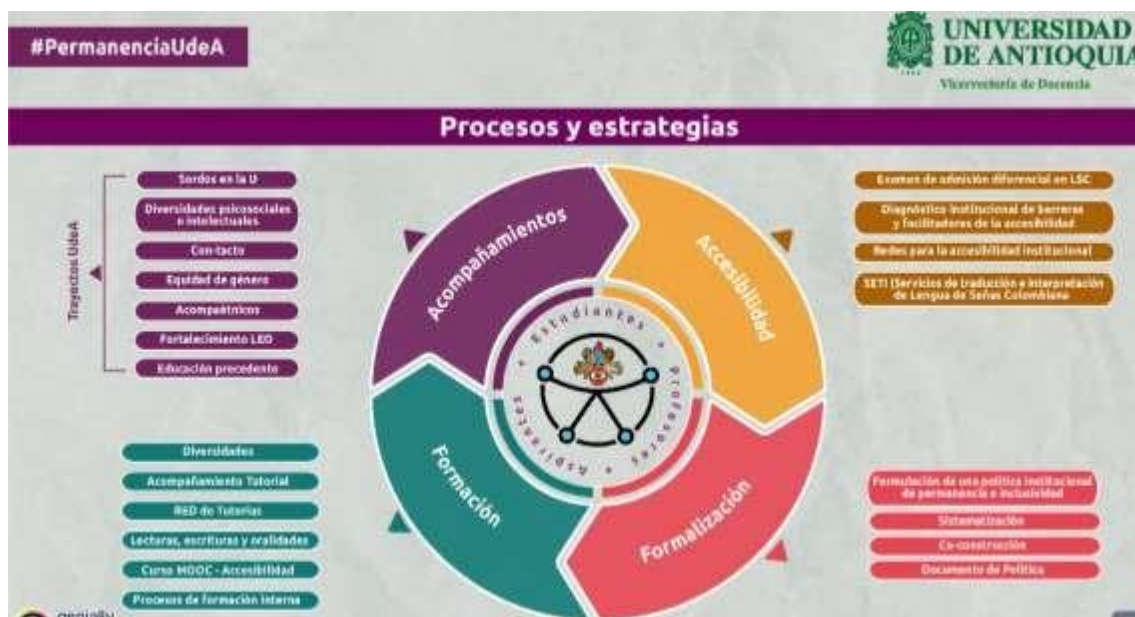 #PermanenciaUdeA
UNIVERSIDAD
DE ANTIOQUIA
Vicerrectoría de Docencia
Procesos y estrategias
Trayectos UdeA
Sordos en la U
Diversidades psicosociales
e intelectuales
Con-tacto
Equidad de género
Acompaétnicos
Fortalecimiento LEO
Educación precedente
Acompañamientos
Accesibilidad
Formación
Formalización
Estudiantes
Profesores
Aspirantes
Examen de admisión diferencial en LSC
Diagnóstico institucional de barreras
y facilitadores de la accesibilidad
Redes para la accesibilidad institucional
SETI (Servicios de traducción e interpretación
de Lengua de Señas Colombiana
Diversidades
Acompañamiento Tutorial
RED de Tutorías
Lecturas, escrituras y oralidades
Curso MOOC - Accesibilidad
Procesos de formación interna
Formulación de una política institucional
de permanencia e inclusividad
Sistematización
Co-construcción
Documento de Política
genially